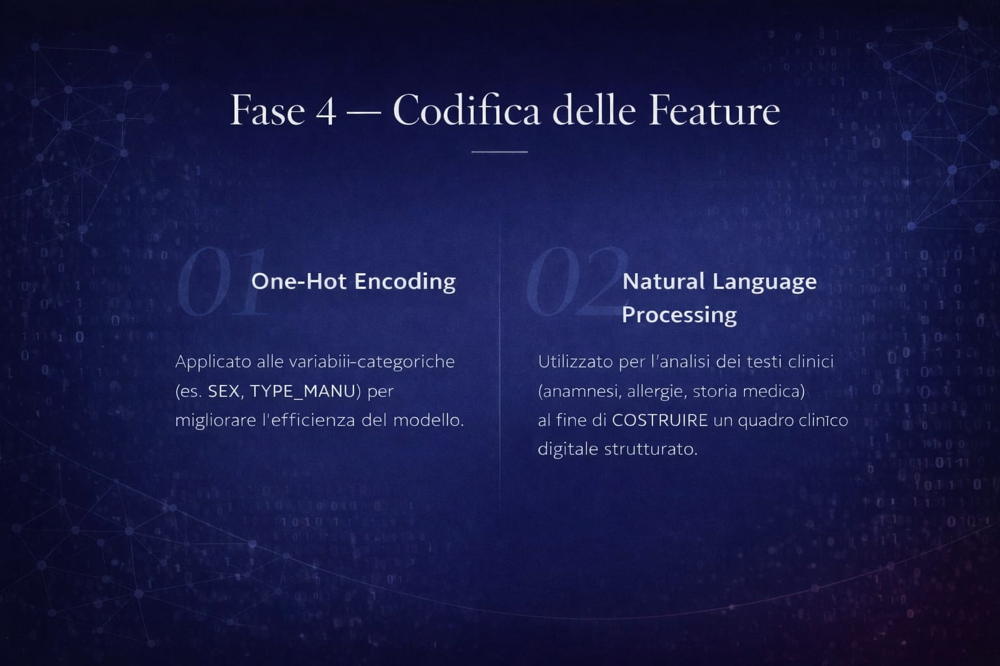 Fase 4 — Codifica delle Feature
01
One-Hot Encoding
Applicato alle variabiii-categoriche
(es. SEX, TYPE_MANU) per
migliorare l'efficienza del modello.
02
Natural Language
Processing
Utilizzato per l'analisi dei testi clinici
(anamnesi, allergie, storia medica)
al fine di COSTRUIRE un quadro clinīco
digitale strutturato.